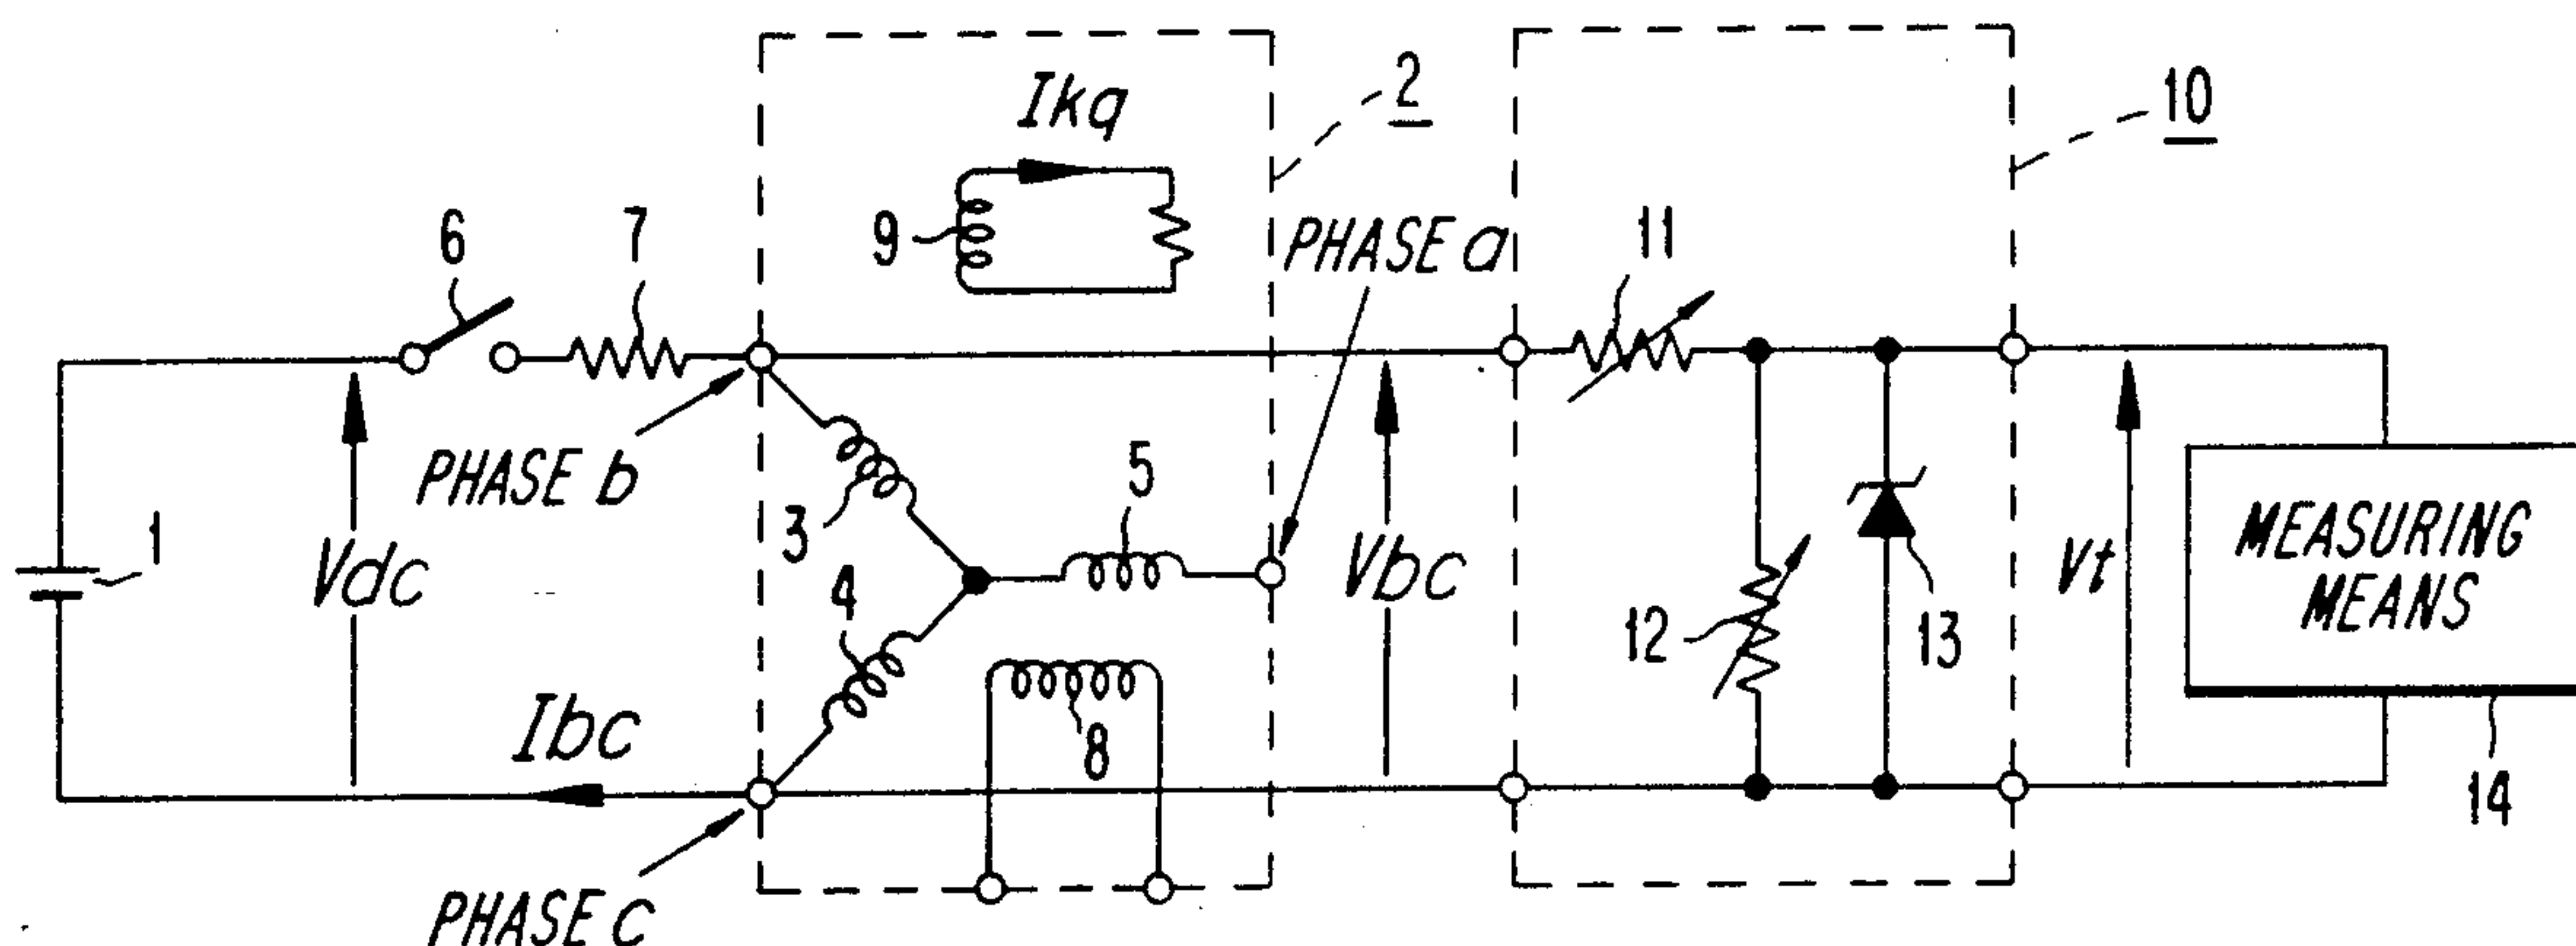 2
10
Ikq
9
PHASE a
11
6
7
PHASE b
3
5
1
Vdc
4
Vbc
12
13
Vt
MEASURING
MEANS
Ibc
8
14
PHASE c